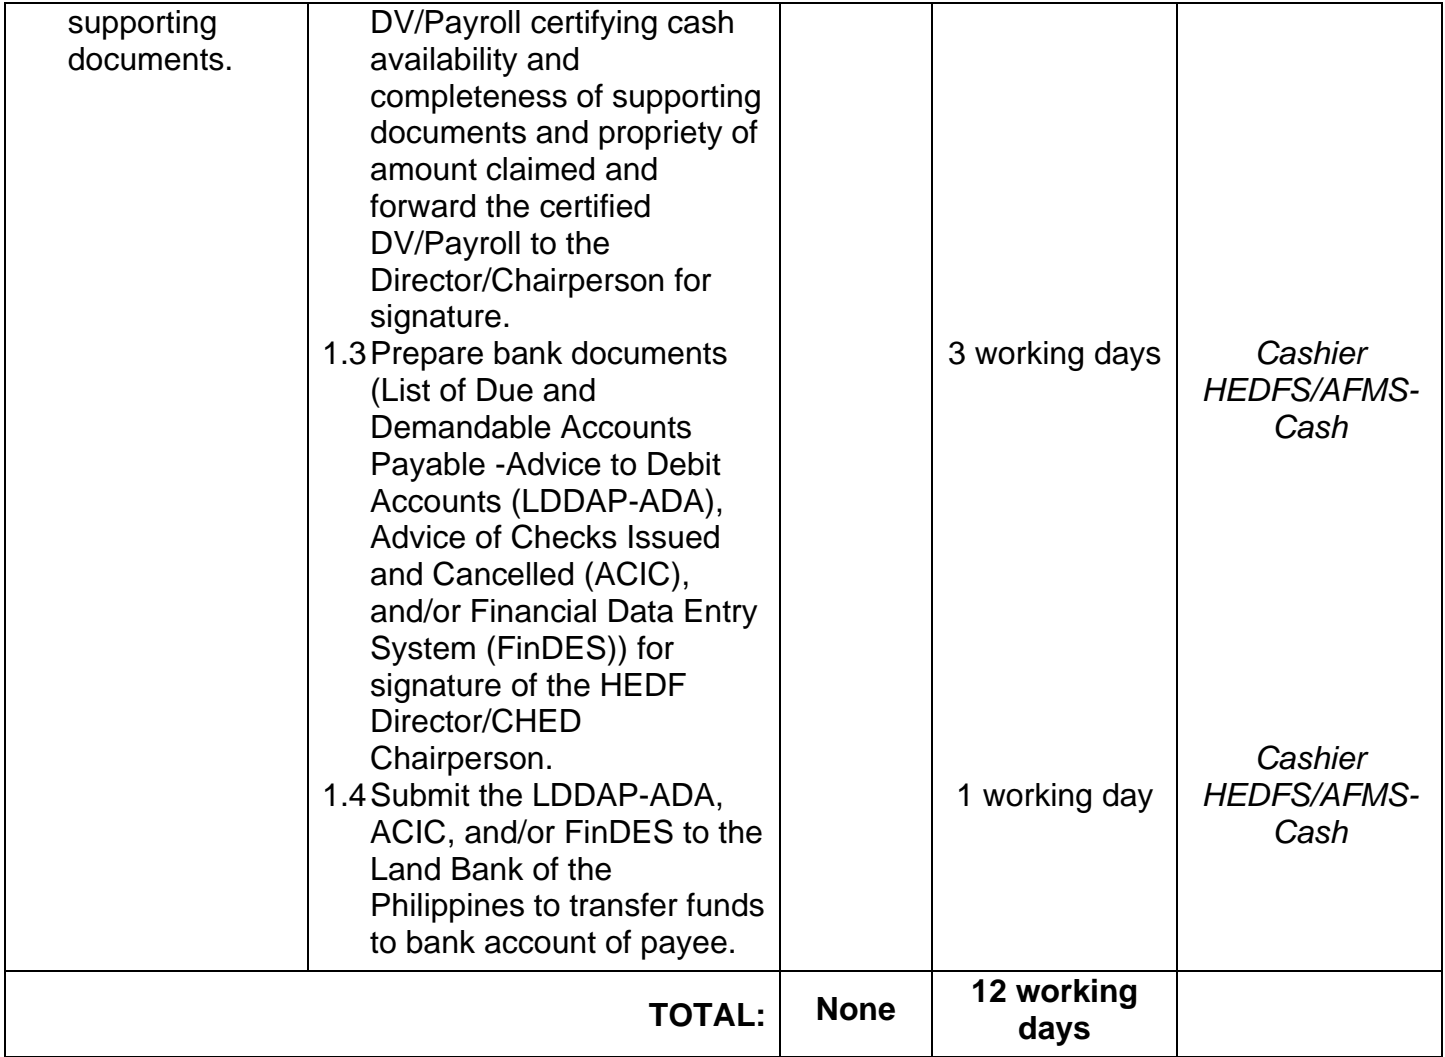 supporting
documents.
DV/Payroll certifying cash
availability and
completeness of supporting
documents and propriety of
amount claimed and
forward the certified
DV/Payroll to the
Director/Chairperson for
signature.
1.3 Prepare bank documents
(List of Due and
Demandable Accounts
Payable -Advice to Debit
Accounts (LDDAP-ADA),
Advice of Checks Issued
and Cancelled (ACIC),
and/or Financial Data Entry
System (FinDES)) for
signature of the HEDF
Director/CHED
Chairperson.
3 working days
Cashier
HEDFS/AFMS-
Cash
1.4 Submit the LDDAP-ADA,
ACIC, and/or FinDES to the
Land Bank of the
Philippines to transfer funds
to bank account of payee.
1 working day
Cashier
HEDFS/AFMS-
Cash
TOTAL:
None
12 working
days